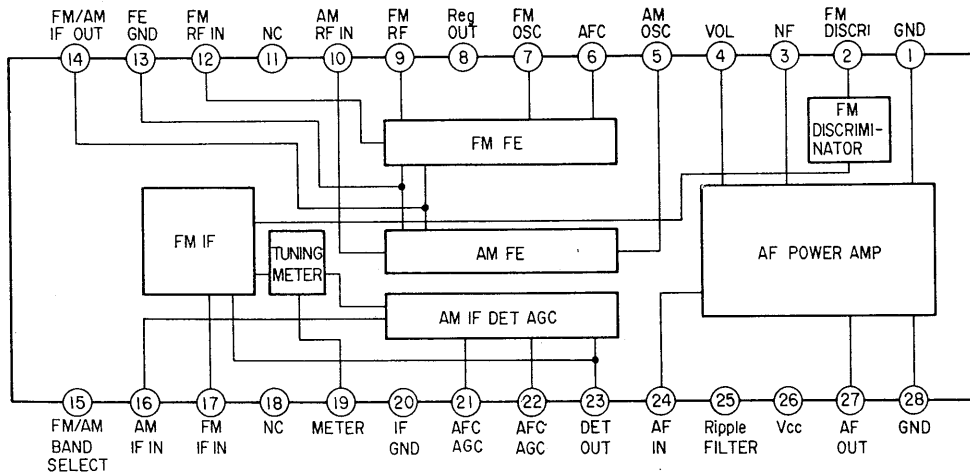 FM/AM
IF OUT
FE
GND
FM
RF IN
NC
AM
RF IN
FM
RF
Reg
OUT
FM
OSC
AFC
AM
OSC
VOL
NF
FM
DISCRI
GND
14
13
12
11
10
9
8
7
6
5
4
3
2
1
FM FE
FM
DISCRIMI-
NATOR
FM IF
TUNING
METER
AM FE
AF POWER AMP
AM IF DET AGC
15
16
17
18
19
20
21
22
23
24
25
26
27
28
FM/AM
BAND
SELECT
AM
IF IN
FM
IF IN
NC
METER
IF
GND
AFC
AGC
AFC
AGC
DET
OUT
AF
IN
Ripple
FILTER
Vcc
AF
OUT
GND